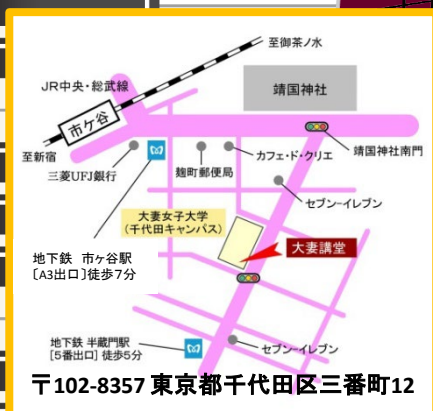 至御茶ノ水
JR中央・総武線
靖国神社
市ケ谷
至新宿
三菱UFJ銀行
麹町郵便局
カフェ・ド・クリエ
靖国神社南門
セブン-イレブン
大妻女子大学
(千代田キャンパス)
大妻講堂
地下鉄 市ヶ谷駅
〔A3出口〕徒歩7分
地下鉄 半蔵門駅
[5番出口] 徒歩5分
セブン-イレブン
〒102-8357 東京都千代田区三番町12